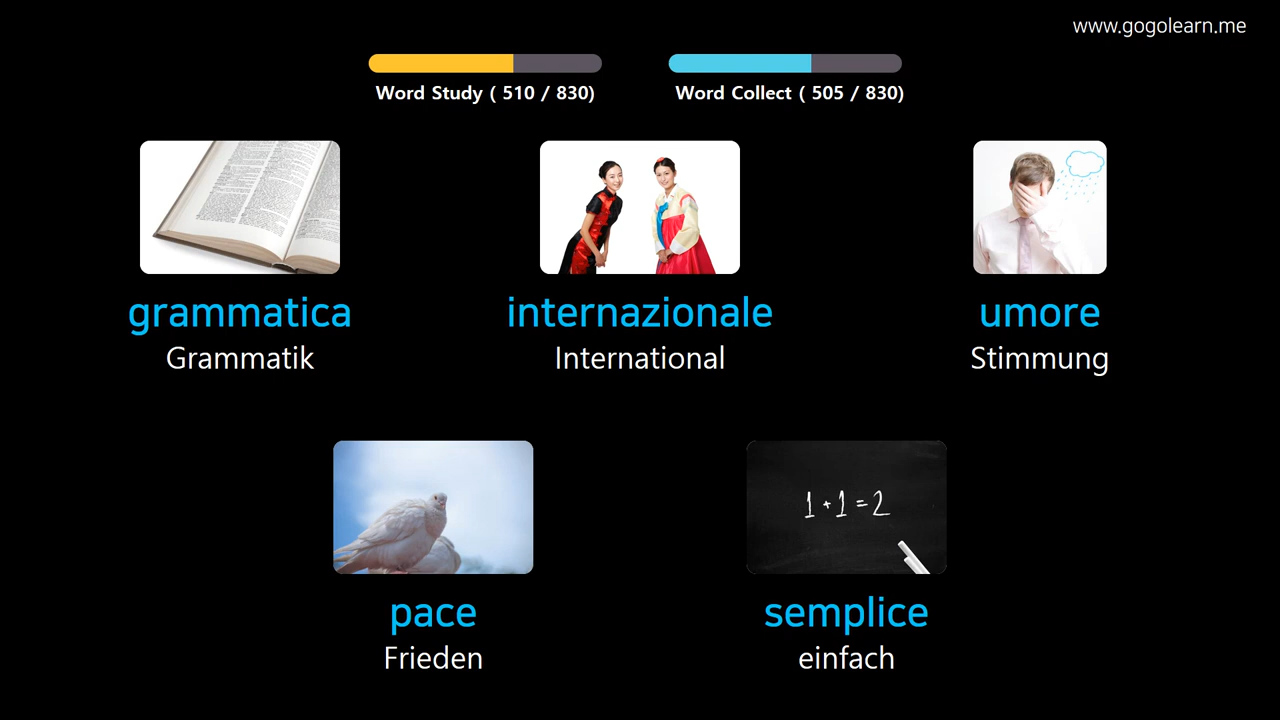 www.gogolearn.me
Word Study ( 510 / 830)
Word Collect ( 505 / 830)
grammatica
Grammatik
internazionale
International
umore
Stimmung
1+1=2
pace
Frieden
semplice
einfach